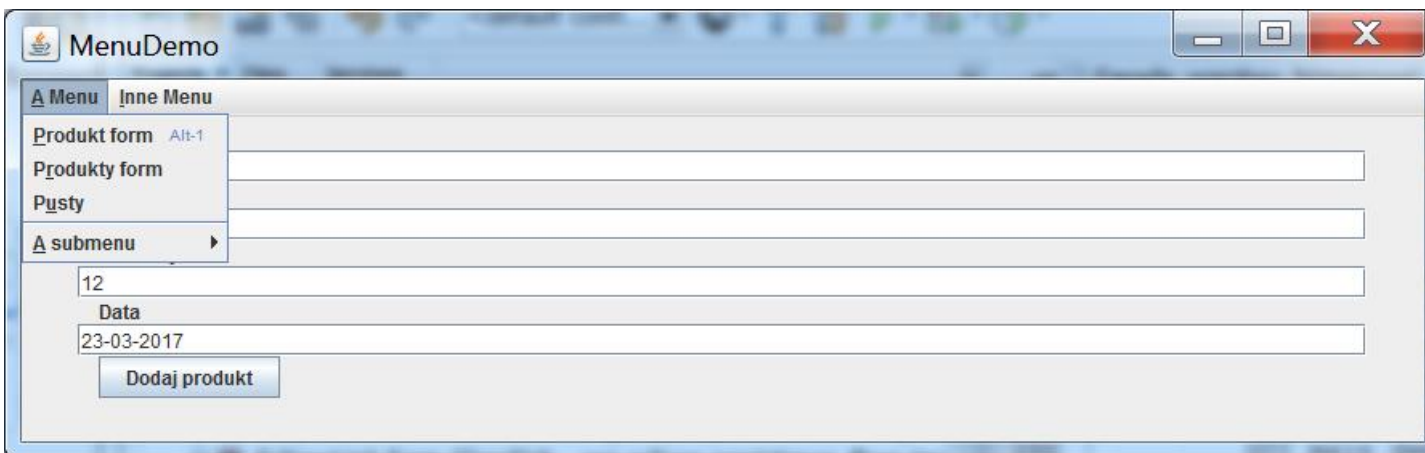 MenuDemo
A Menu Inne Menu
Produkt form Alt-1
Produkty form
Pusty
A submenu
12
Data
23-03-2017
Dodaj produkt